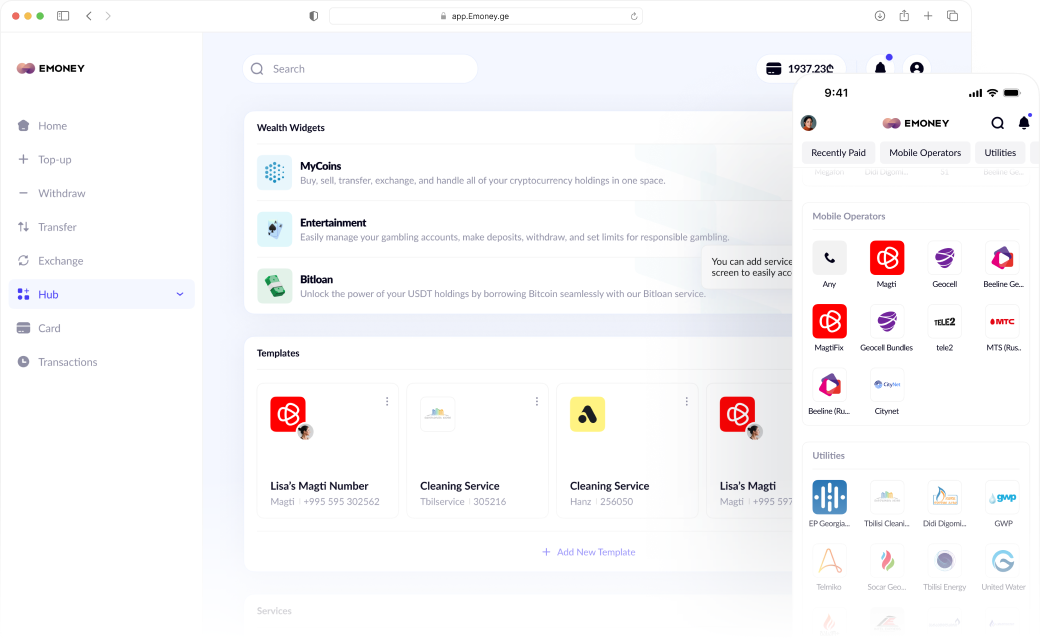 app.Emoney.ge
EMONEY
Search
1937.23₾
Home
Top-up
Withdraw
Transfer
Exchange
Hub
Card
Transactions
Wealth Widgets
MyCoins
Buy, sell, transfer, exchange, and handle all of your cryptocurrency holdings in one space.
Entertainment
Easily manage your gambling accounts, make deposits, withdraw, and set limits for responsible gambling.
Bitloan
Unlock the power of your USDT holdings by borrowing Bitcoin seamlessly with our Bitloan service.
You can add service
screen to easily acc
Templates
Lisa's Magti Number
Magti +995 595 302562
Cleaning Service
Tbilservice 305216
Cleaning Service
Hanz 256050
Lisa's Magti
Magti +995 597
Add New Template
Services
9:41
EMONEY
Recently Paid
Mobile Operators
Utilities
Mobile Operators
Any
Magti
Geocell
Beeline Ge...
TELE2
МТС
MagtiFix
Geocell Bundles
tele2
MTS (Rus..
CityNet
Beeline (Ru...
Citynet
Utilities
gwp
EP Georgia...
Tbilisi Cleani...
Didi Digomi...
GWP
Telmiko
Socar Geo...
Tbilisi Energy
United Water